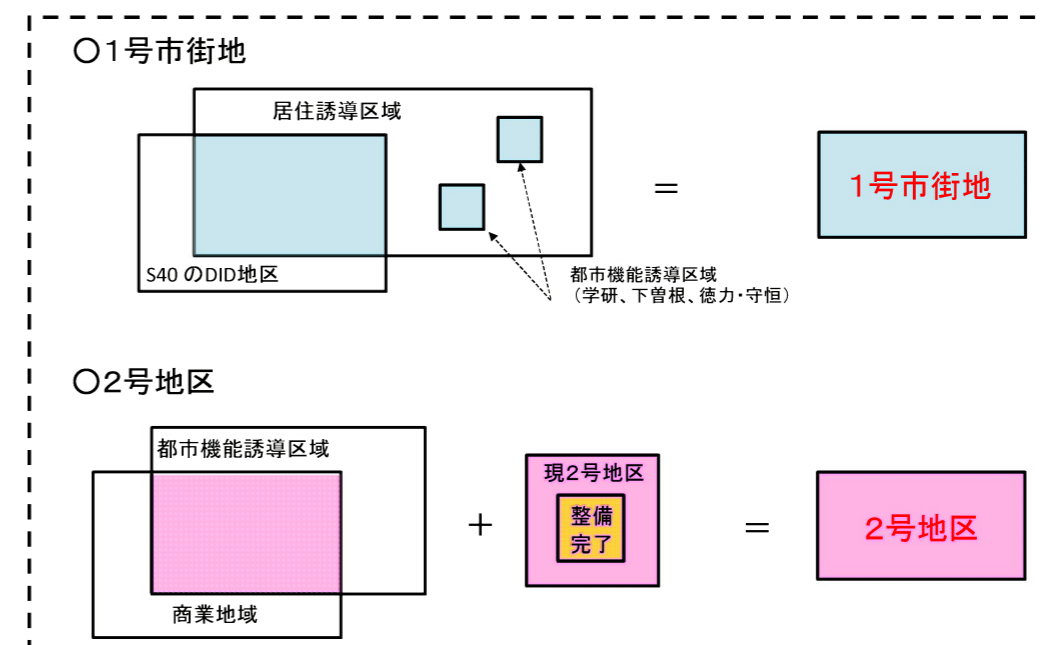 〇１号市街地
居住誘導区域
S40 のDID地区
＝
１号市街地
都市機能誘導区域
（学研、下曽根、徳力・守恒）
〇２号地区
都市機能誘導区域
商業地域
＋
現２号地区
整備
完了
＝
２号地区